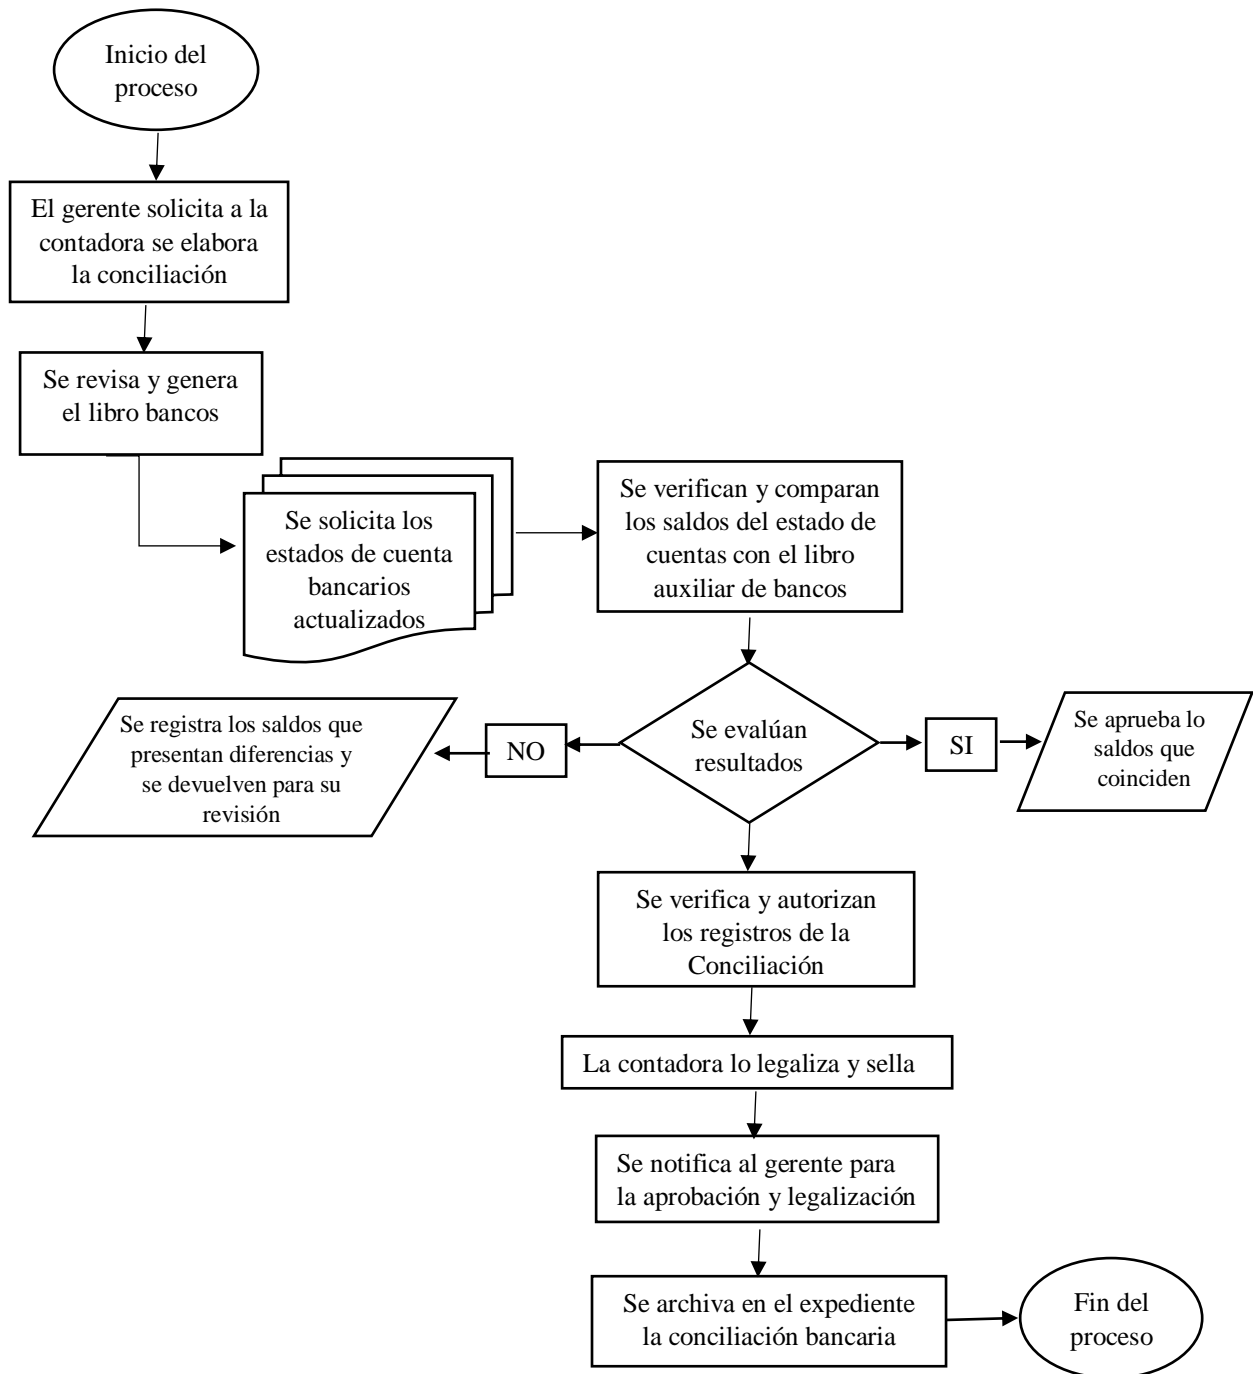 Inicio del
proceso
El gerente solicita a la
contadora se elabora
la conciliación
Se revisa y genera
el libro bancos
Se solicita los
estados de cuenta
bancarios
actualizados
Se verifican y comparan
los saldos del estado de
cuentas con el libro
auxiliar de bancos
Se evalúan
resultados
NO
Se registra los saldos que
presentan diferencias y
se devuelven para su
revisión
SI
Se aprueba lo
saldos que
coinciden
Se verifica y autorizan
los registros de la
Conciliación
La contadora lo legaliza y sella
Se notifica al gerente para
la aprobación y legalización
Se archiva en el expediente
la conciliación bancaria
Fin del
proceso